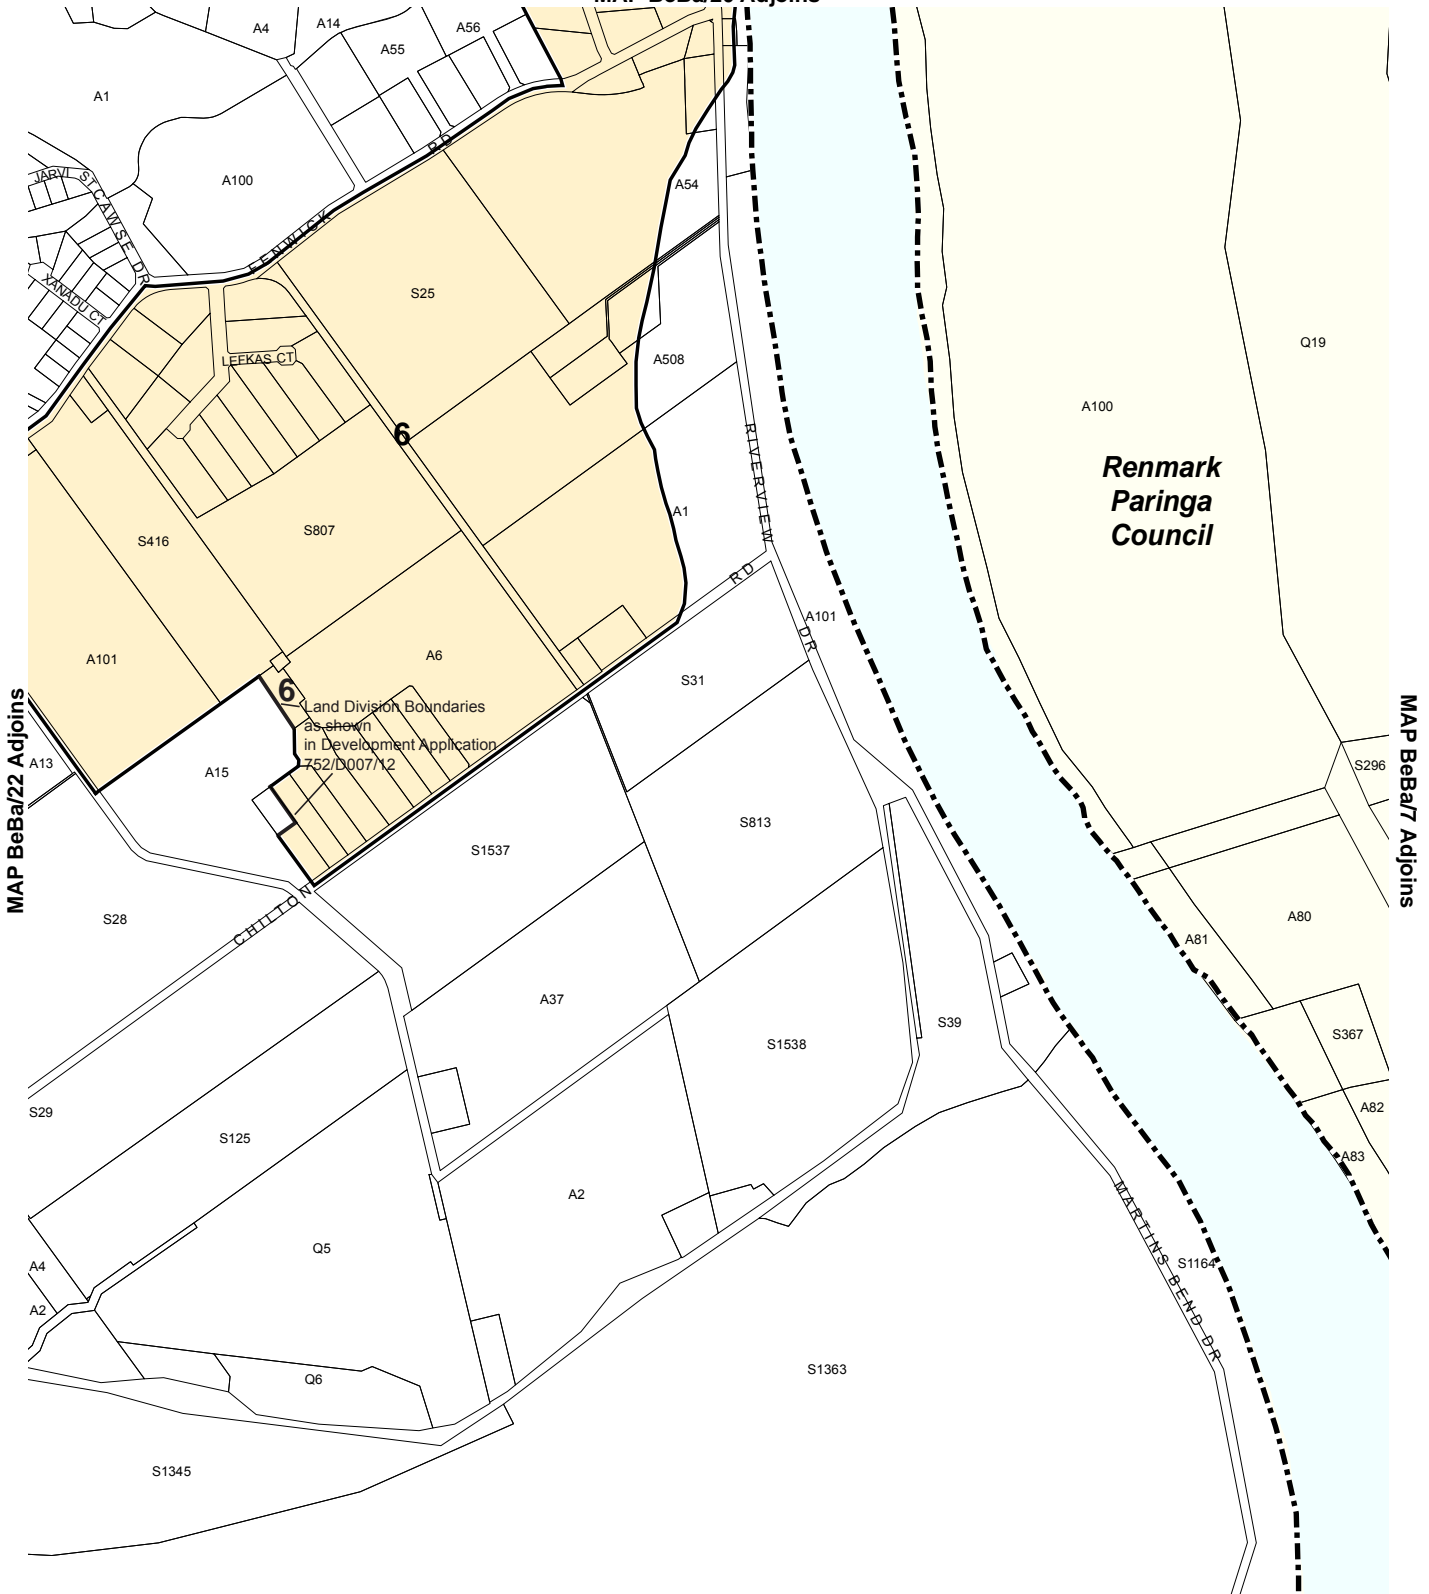 A4
A14
A55
A56
A1
A100
JARVI ST
CAWSE DR
XANADU CT
FENWICK RD
A54
S25
LEFKAS CT
A508
Q19
A100
6
RIVERVIEW DR
Renmark
Paringa
Council
A1
S416
S807
RD
A101
A101
A6
S31
6
Land Division Boundaries
as shown
in Development Application
752/D007/12
MAP BeBa/22 Adjoins
MAP BeBa/7 Adjoins
A13
A15
S296
S813
S1537
CHILTON
S28
A80
A81
A37
S39
S367
S1538
S29
A82
S125
A83
A2
MARTINS BEND DR
Q5
S1164
A4
A2
S1363
Q6
S1345